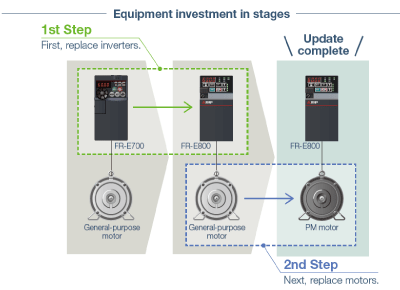 Equipment investment in stages
1st Step
First, replace inverters.
Update
complete
FR-E700
FR-E800
FR-E800
General-purpose
motor
General-purpose
motor
PM motor
2nd Step
Next, replace motors.